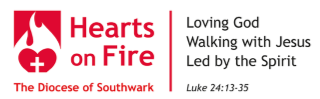 Hearts
on Fire
The Diocese of Southwark
Loving God
Walking with Jesus
Led by the Spirit
Luke 24:13-35